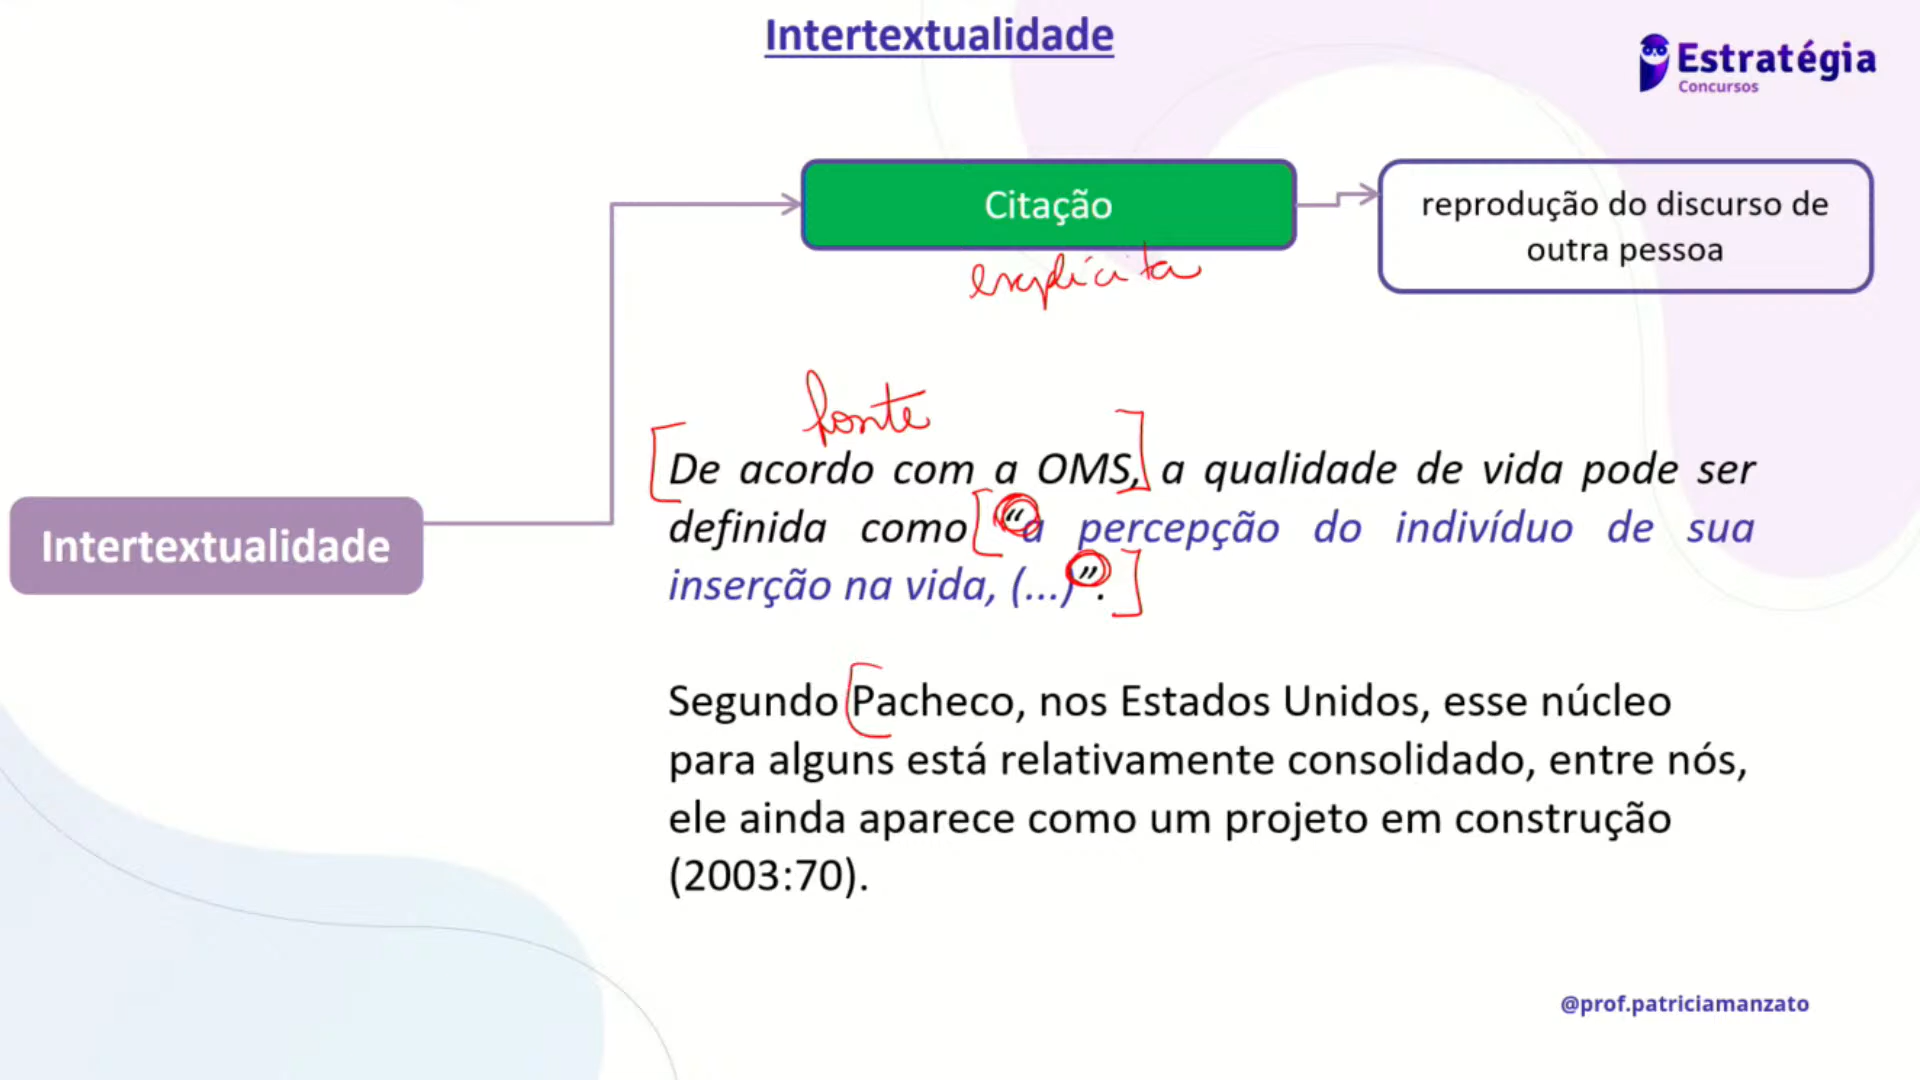 Intertextualidade
Estratégia
Concursos
Citação
reprodução do discurso de
outra pessoa
explícita
fonte
De acordo com a OMS, a qualidade de vida pode ser
definida como “a percepção do indivíduo de sua
inserção na vida, (...)”.
Intertextualidade
Segundo Pacheco, nos Estados Unidos, esse núcleo
para alguns está relativamente consolidado, entre nós,
ele ainda aparece como um projeto em construção
(2003:70).
@prof.patriciamanzato